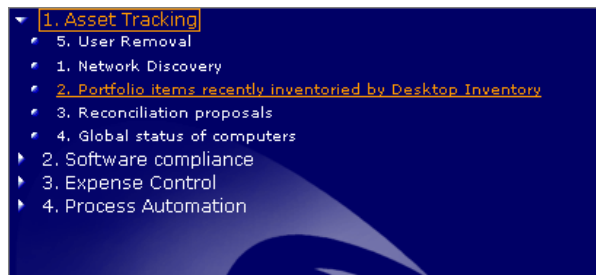 1. Asset Tracking
5. User Removal
1. Network Discovery
2. Portfolio items recently inventoried by Desktop Inventory
3. Reconciliation proposals
4. Global status of computers
2. Software compliance
3. Expense Control
4. Process Automation